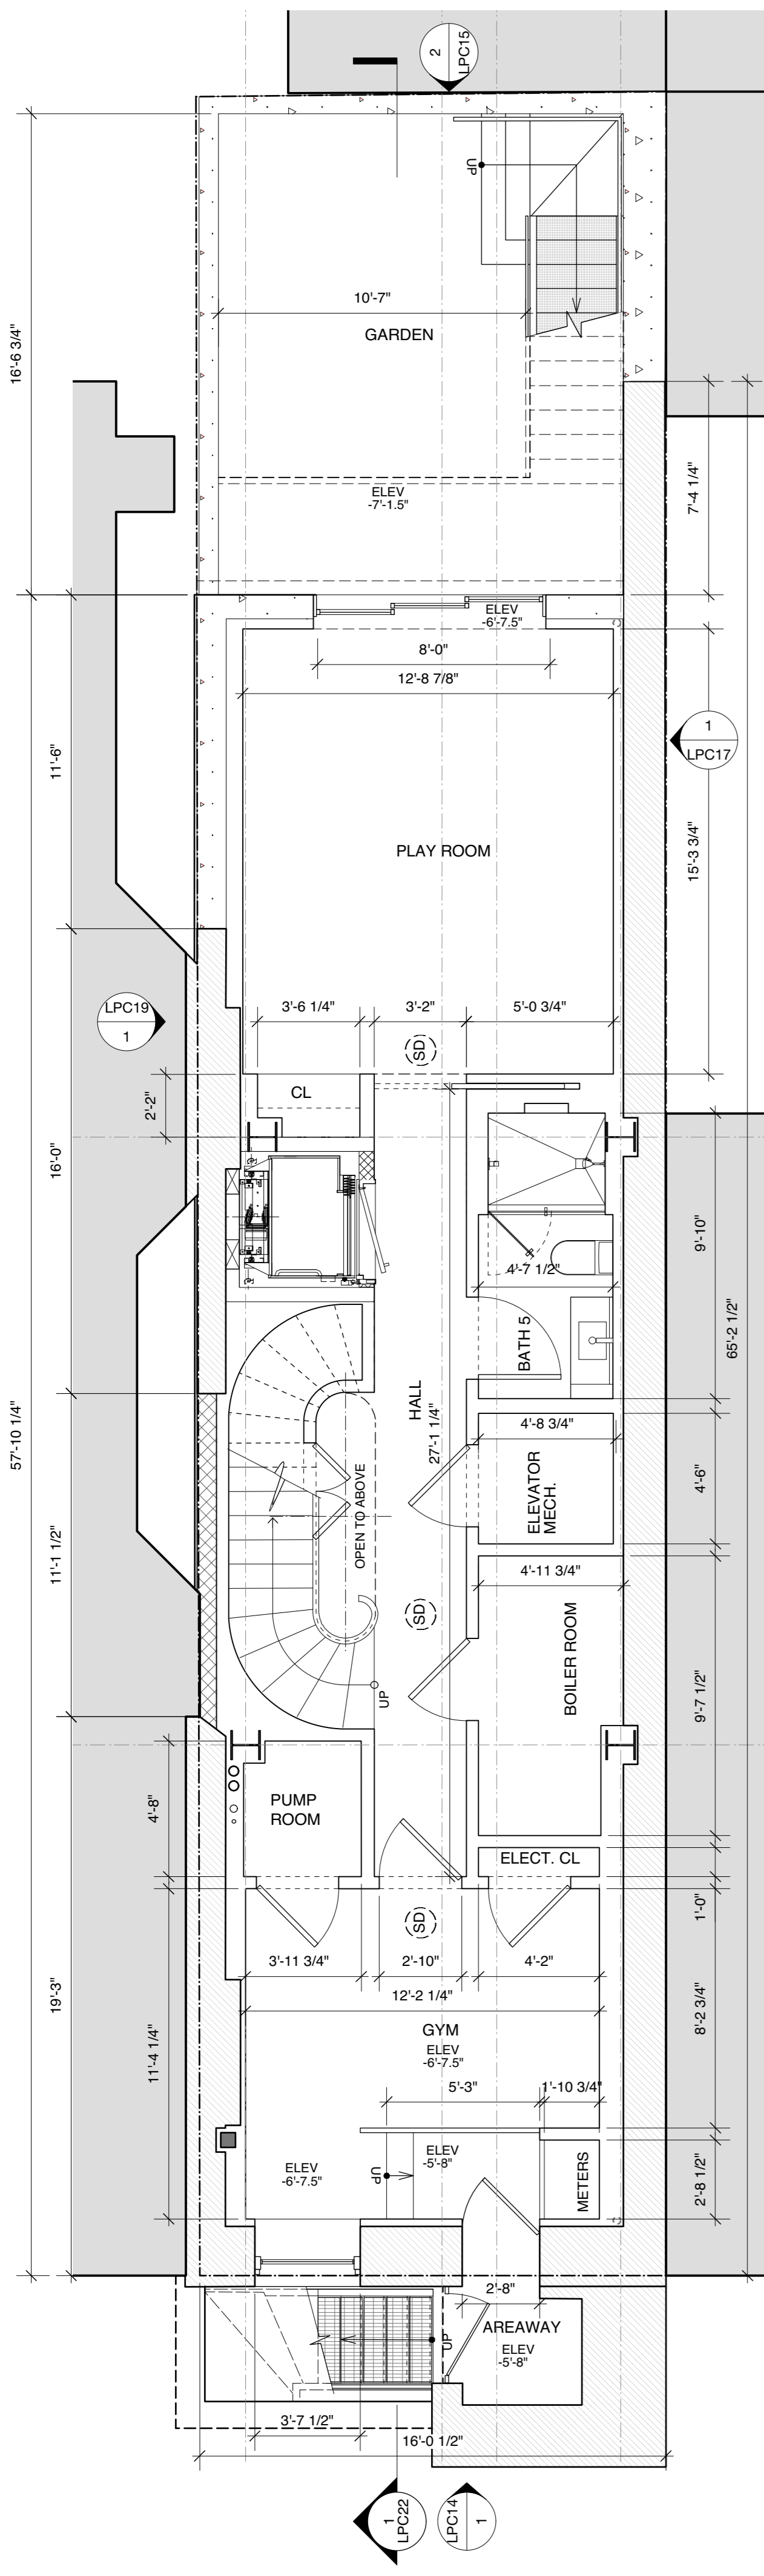 2
LPC15
UP
10'-7"
GARDEN
16'-6 3/4"
ELEV
-7'-1.5"
7'-4 1/4"
ELEV
-6'-7.5"
8'-0"
12'-8 7/8"
1
LPC17
11'-6"
PLAY ROOM
15'-3 3/4"
LPC19
1
3'-6 1/4"
3'-2"
5'-0 3/4"
SD
CL
2'-2"
16'-0"
9'-10"
4'-7 1/2"
BATH 5
65'-2 1/2"
HALL
27'-1 1/4"
57'-10 1/4"
4'-8 3/4"
ELEVATOR
MECH.
4'-6"
OPEN TO ABOVE
11'-1 1/2"
4'-11 3/4"
SD
BOILER ROOM
UP
9'-7 1/2"
4'-8"
PUMP
ROOM
ELECT. CL
1'-0"
SD
3'-11 3/4"
2'-10"
4'-2"
12'-2 1/4"
19'-3"
GYM
ELEV
-6'-7.5"
8'-2 3/4"
11'-4 1/4"
5'-3"
1'-10 3/4"
ELEV
-5'-8"
ELEV
-6'-7.5"
UP
METERS
2'-8 1/2"
2'-8"
AREAWAY
UP
ELEV
-5'-8"
3'-7 1/2"
16'-0 1/2"
1
LPC22
LPC14
1